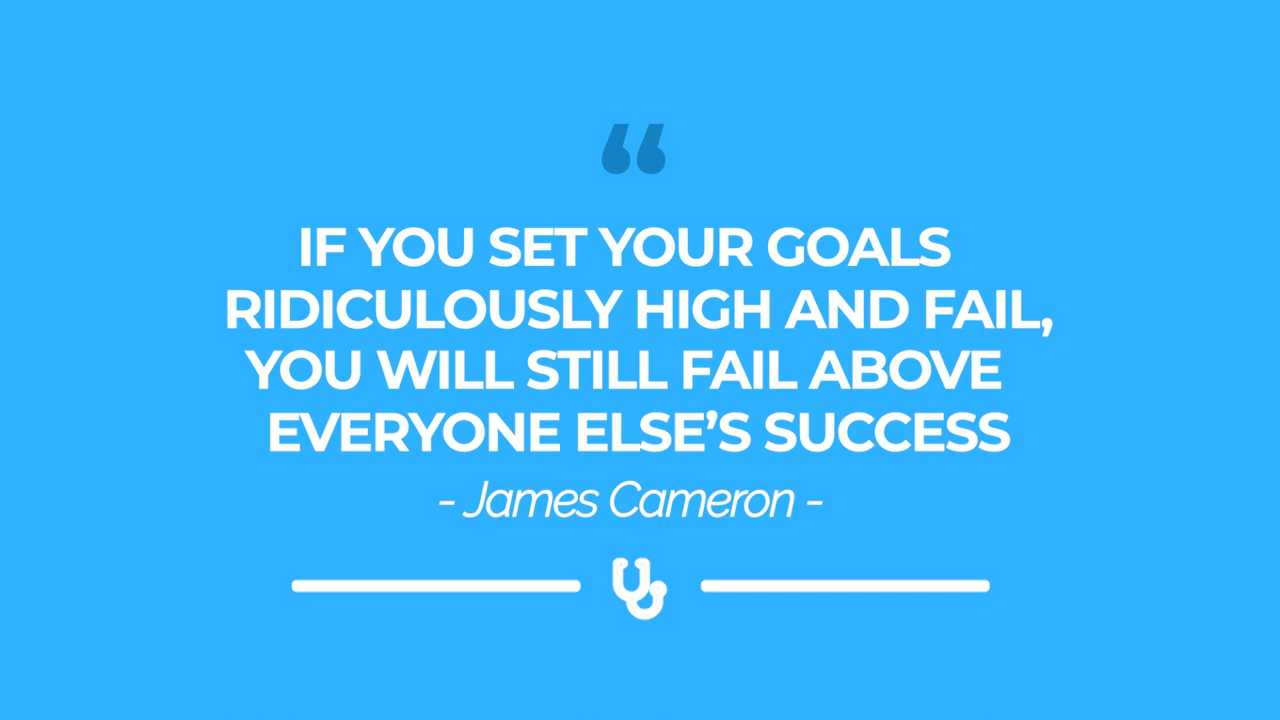 “
IF YOU SET YOUR GOALS
RIDICULOUSLY HIGH AND FAIL,
YOU WILL STILL FAIL ABOVE
EVERYONE ELSE’S SUCCESS
- James Cameron -